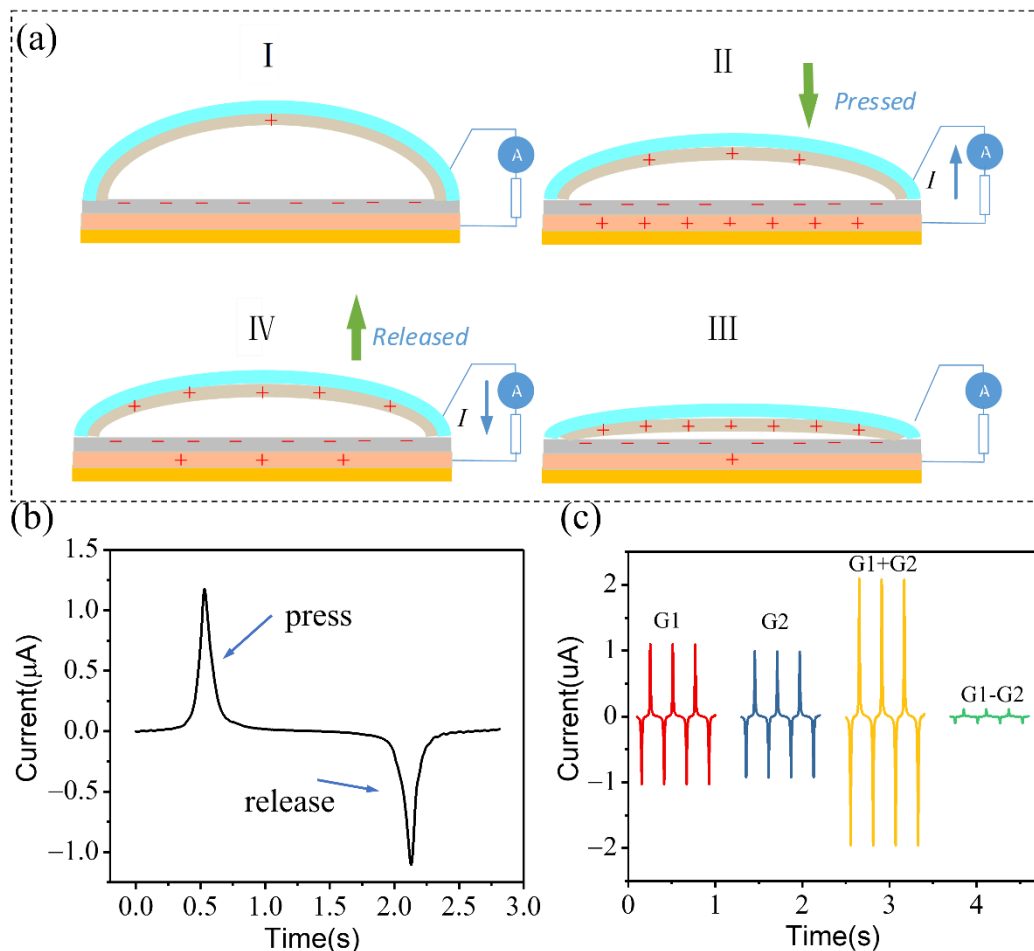 (a)
I
II
Pressed
A
I
A
IV
Released
III
I
A
A
(b)
(c)
1.5
1.0
0.5
0.0
−0.5
−1.0
Current(μA)
press
release
0.0 0.5 1.0 1.5 2.0 2.5 3.0
Time(s)
2
1
0
−1
−2
Current(uA)
G1
G2
G1+G2
G1-G2
0 1 2 3 4
Time(s)